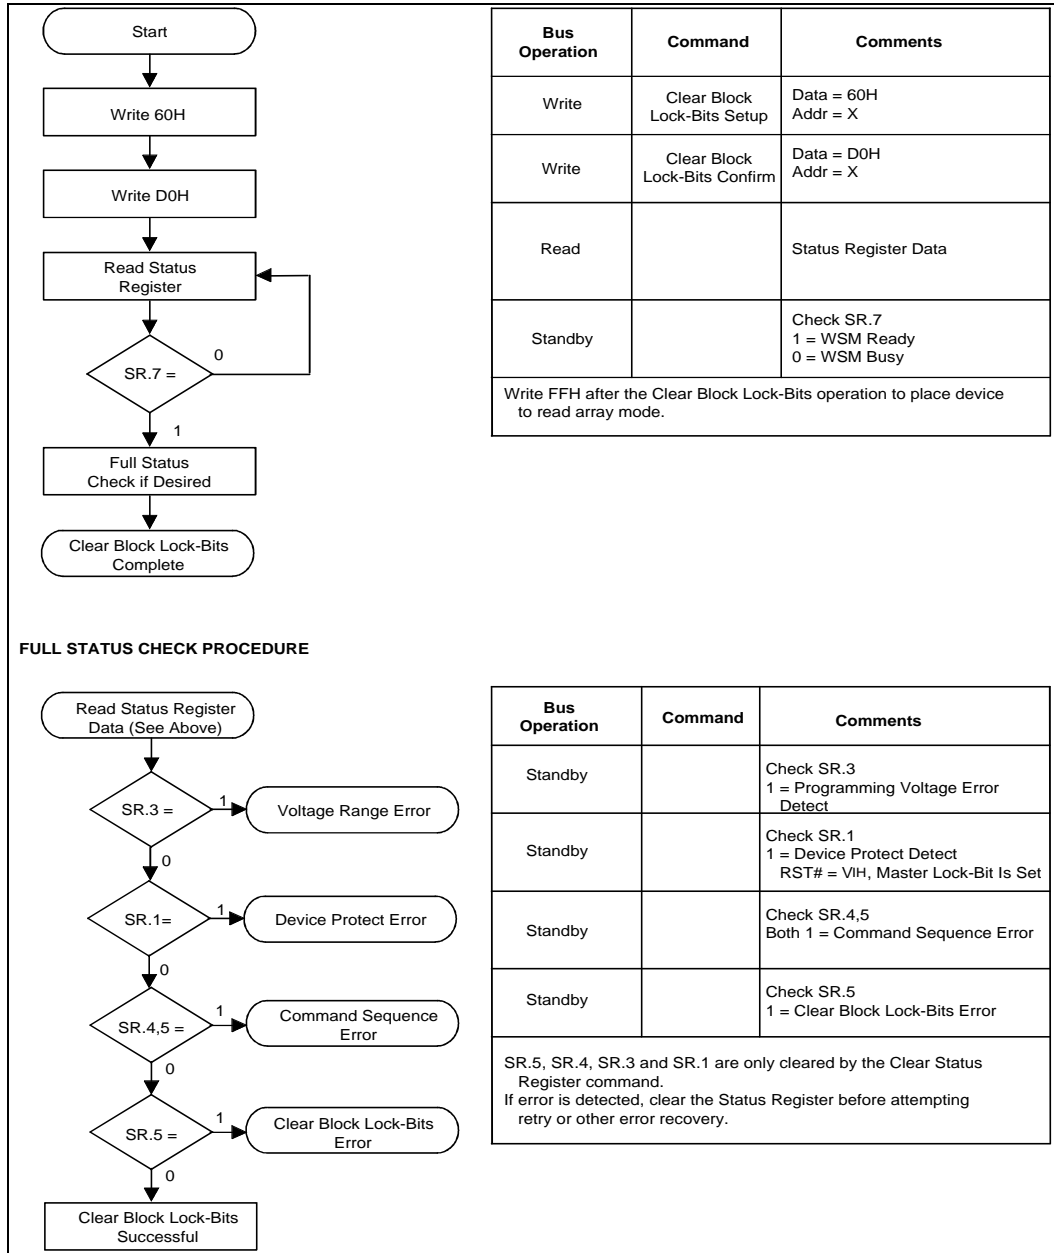 Start
Write 60H
Write D0H
Read Status
Register
0
SR.7 =
1
Full Status
Check if Desired
Clear Block Lock-Bits
Complete
Bus
Operation
Command
Comments
Write
Clear Block
Lock-Bits Setup
Data = 60H
Addr = X
Write
Clear Block
Lock-Bits Confirm
Data = D0H
Addr = X
Read
Status Register Data
Standby
Check SR.7
1 = WSM Ready
0 = WSM Busy
Write FFH after the Clear Block Lock-Bits operation to place device
to read array mode.
FULL STATUS CHECK PROCEDURE
Read Status Register
Data (See Above)
SR.3 =
1
Voltage Range Error
0
SR.1=
1
Device Protect Error
0
SR.4,5 =
1
Command Sequence
Error
0
SR.5 =
1
Clear Block Lock-Bits
Error
0
Clear Block Lock-Bits
Successful
Bus
Operation
Command
Comments
Standby
Check SR.3
1 = Programming Voltage Error
Detect
Standby
Check SR.1
1 = Device Protect Detect
RST# = VIH, Master Lock-Bit Is Set
Standby
Check SR.4,5
Both 1 = Command Sequence Error
Standby
Check SR.5
1 = Clear Block Lock-Bits Error
SR.5, SR.4, SR.3 and SR.1 are only cleared by the Clear Status
Register command.
If error is detected, clear the Status Register before attempting
retry or other error recovery.